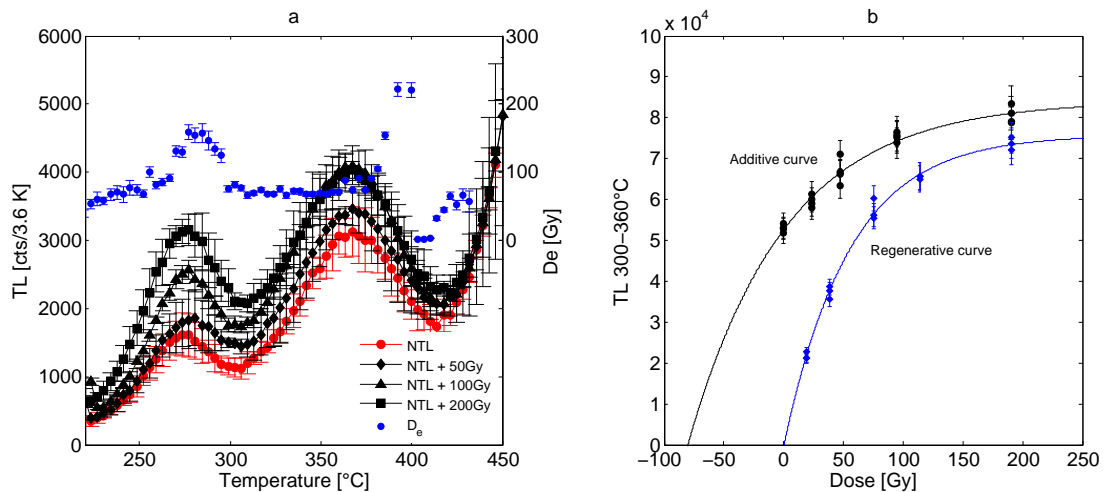 a
6000
5000
4000
3000
2000
1000
0
TL [cts/3.6 K]
250
300
350
400
450
Temperature [°C]
300
200
100
0
De [Gy]
NTL
NTL + 50Gy
NTL + 100Gy
NTL + 200Gy
D_e
b
x 10^4
10
9
8
7
6
5
4
3
2
1
0
TL 300–360°C
Additive curve
Regenerative curve
−100
−50
0
50
100
150
200
250
Dose [Gy]